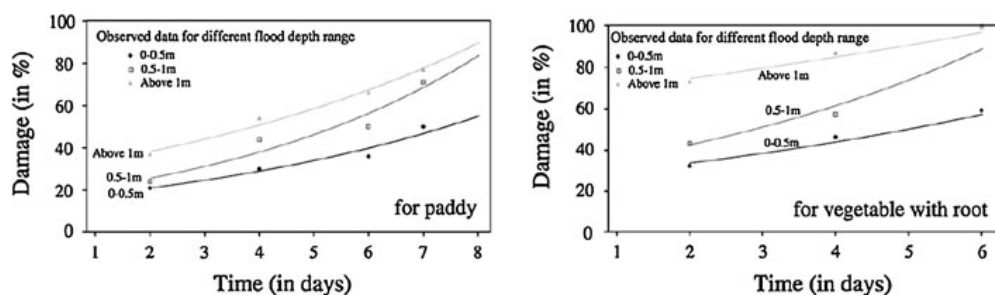 100
80
60
40
20
0
Damage (in %)
Observed data for different flood depth range
0-0.5m
0.5-1m
Above 1m
Above 1m
0.5-1m
0-0.5m
for paddy
1 2 3 4 5 6 7 8
Time (in days)
100
80
60
40
20
0
Damage (in %)
Observed data for different flood depth range
0-0.5m
0.5-1m
Above 1m
Above 1m
0.5-1m
0-0.5m
for vegetable with root
1 2 3 4 5 6
Time (in days)